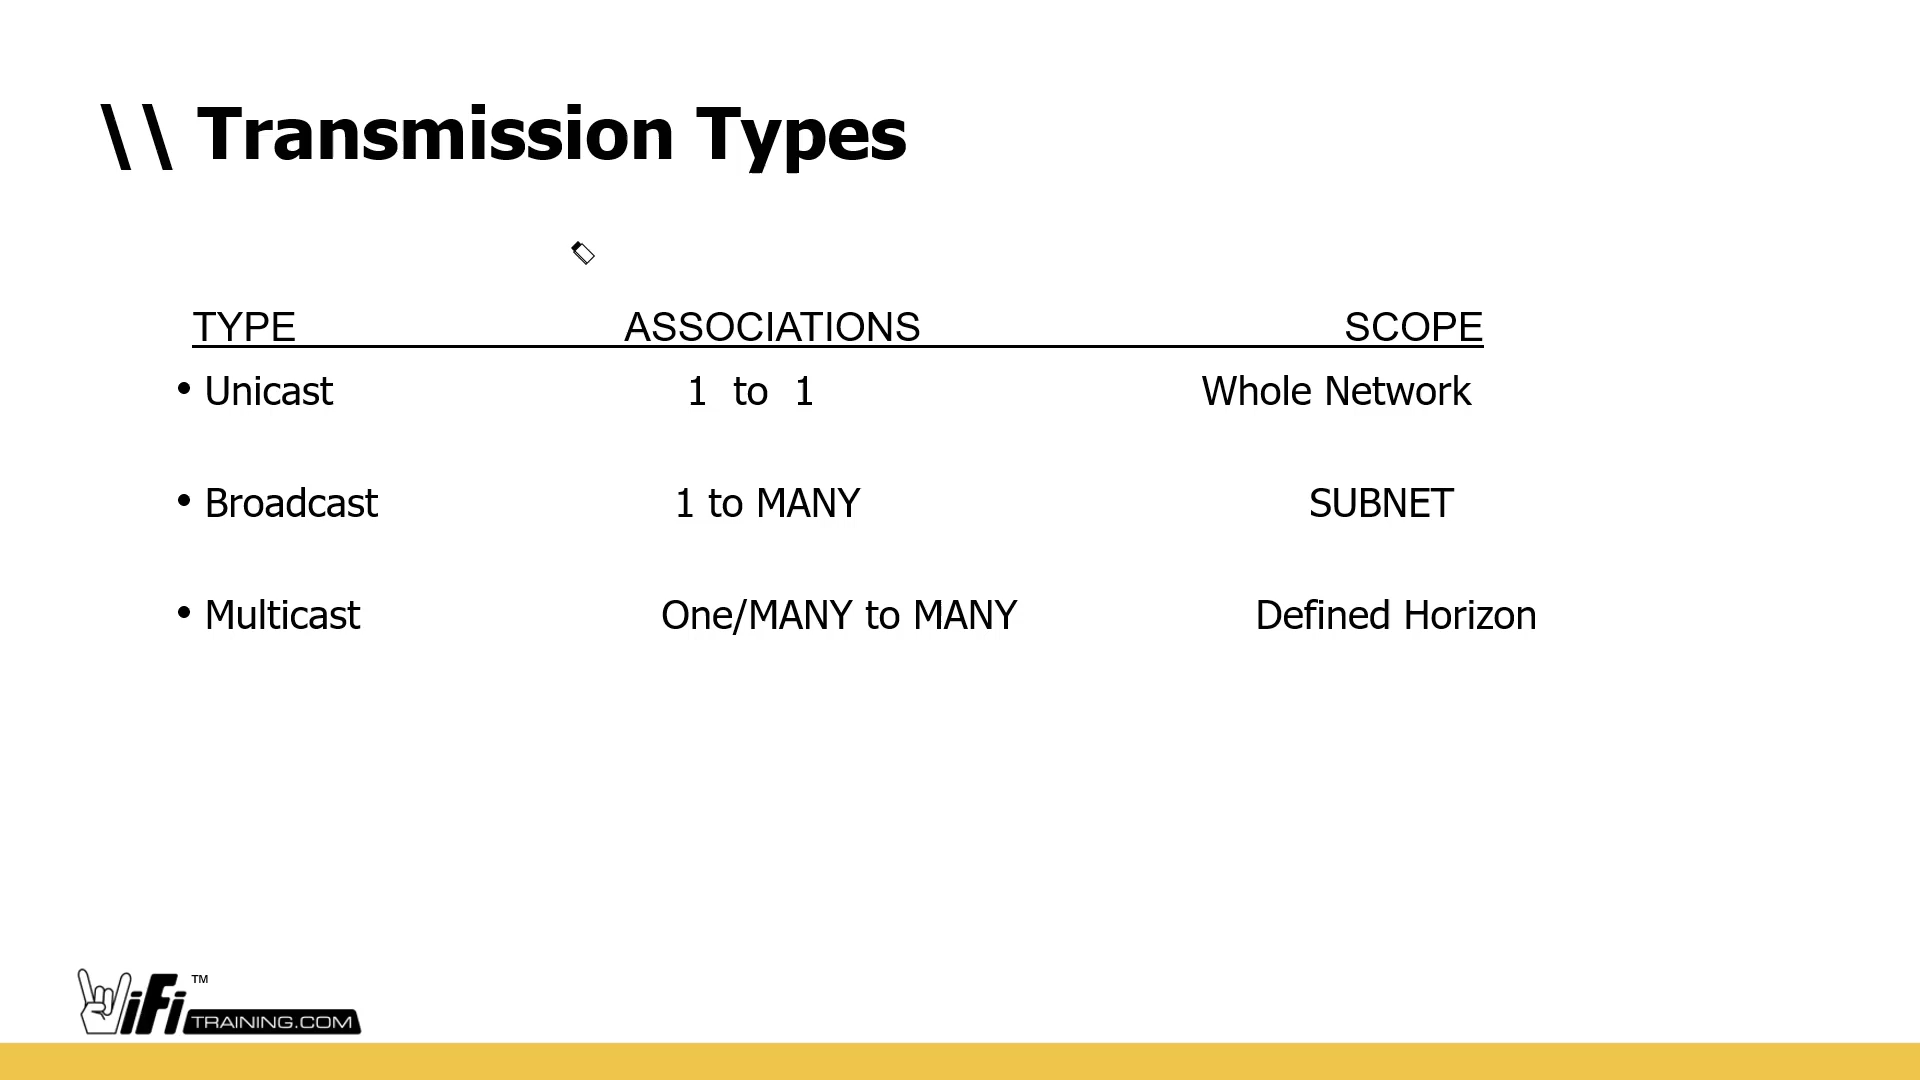 \\ Transmission Types
TYPE ASSOCIATIONS SCOPE
• Unicast 1 to 1 Whole Network
• Broadcast 1 to MANY SUBNET
• Multicast One/MANY to MANY Defined Horizon
WiFi™
TRAINING.COM